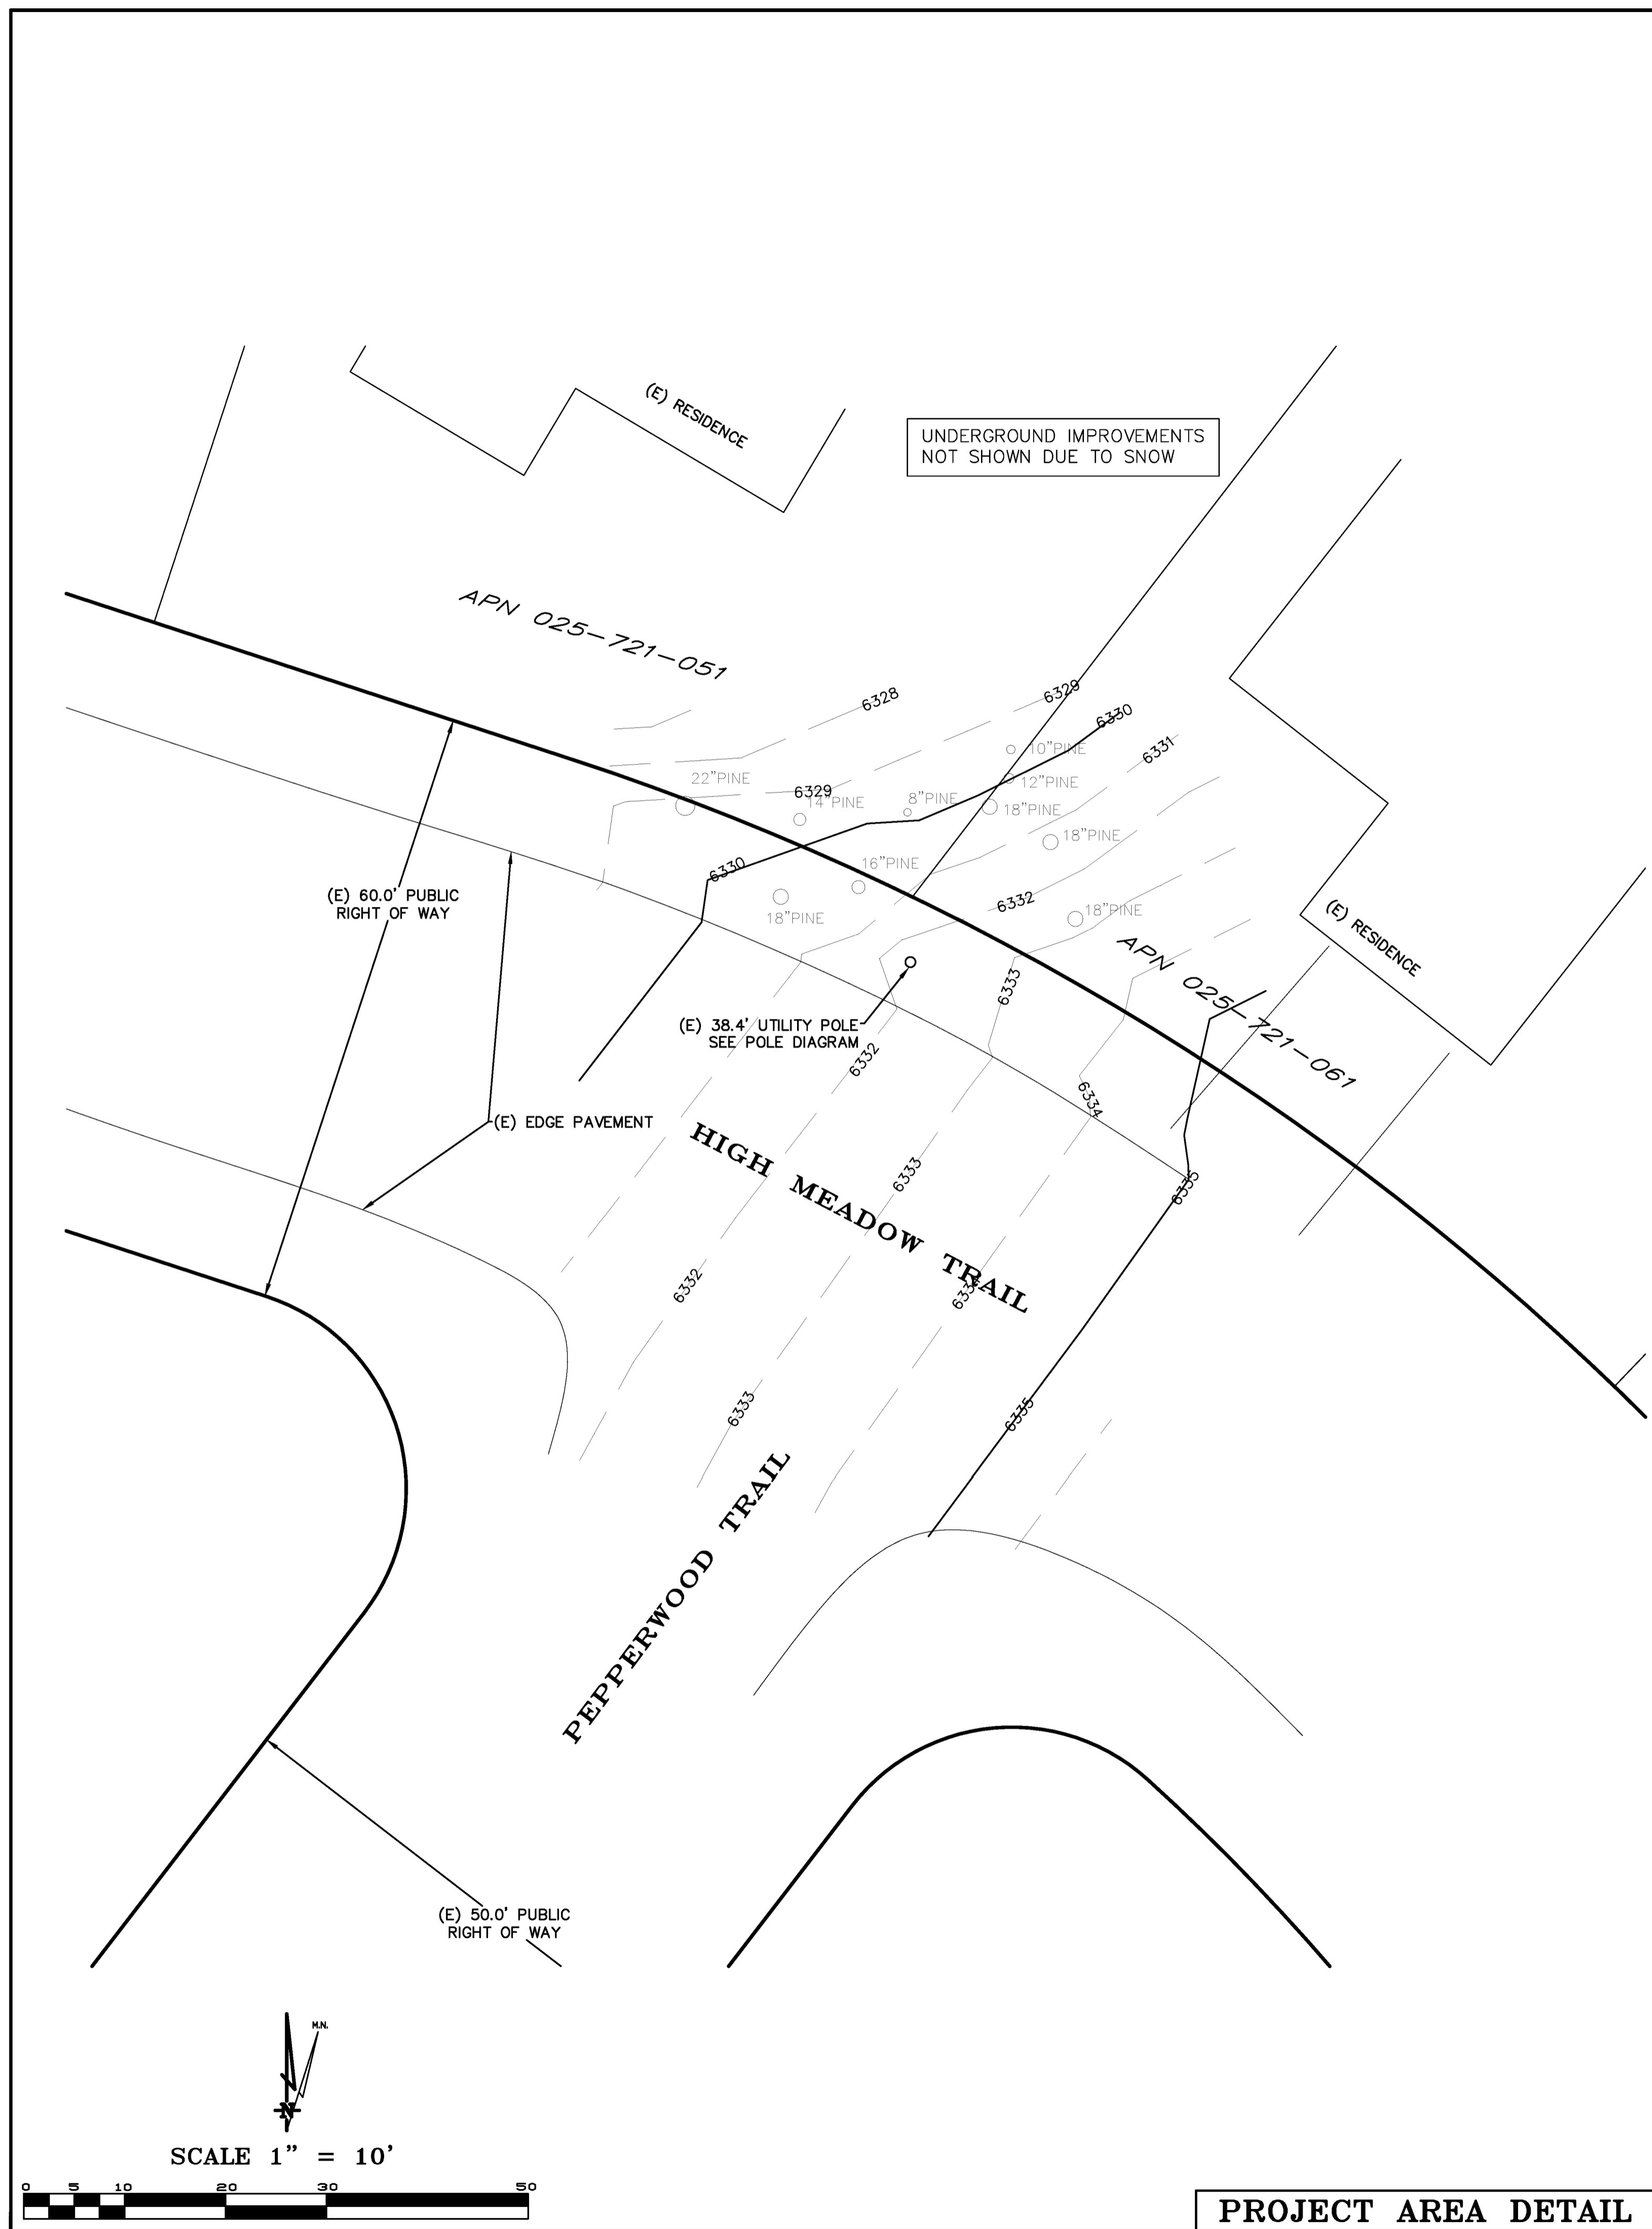 (E) RESIDENCE
UNDERGROUND IMPROVEMENTS
NOT SHOWN DUE TO SNOW
APN 025-721-051
6328
6329
6330
6331
10"PINE
22"PINE
12"PINE
6329
14"PINE
8"PINE
18"PINE
18"PINE
16"PINE
6330
(E) 60.0' PUBLIC
RIGHT OF WAY
18"PINE
6332
18"PINE
(E) RESIDENCE
APN 025-721-061
6333
(E) 38.4' UTILITY POLE
SEE POLE DIAGRAM
6332
6334
(E) EDGE PAVEMENT
HIGH MEADOW TRAIL
6333
6335
6332
6334
6333
6335
PEPPERWOOD TRAIL
(E) 50.0' PUBLIC
RIGHT OF WAY
M.N.
N
SCALE 1" = 10'
0 5 10 20 30 50
PROJECT AREA DETAIL